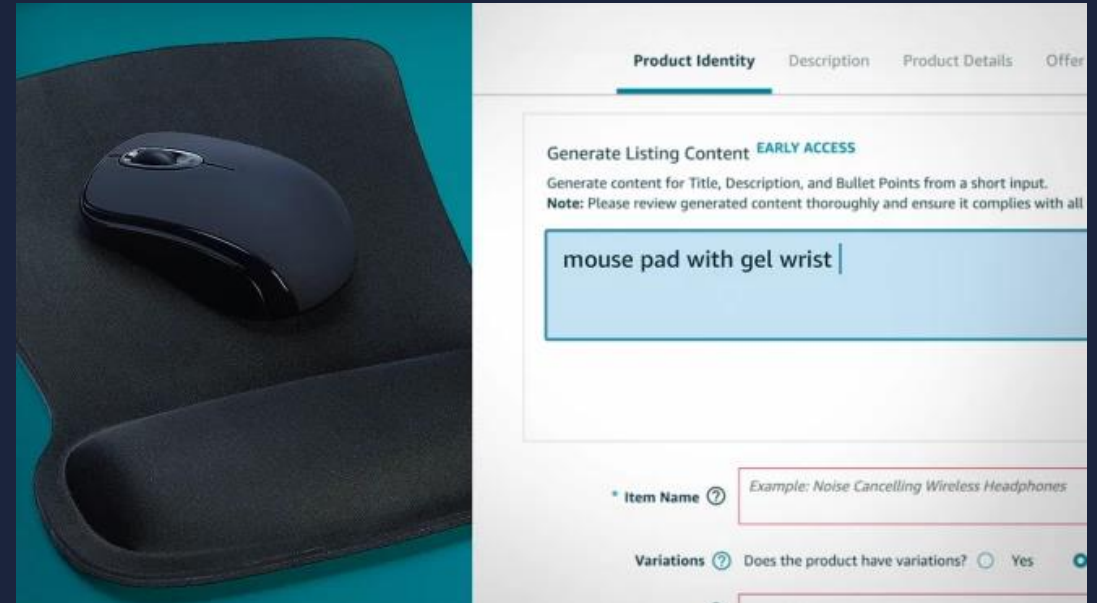 Product Identity Description Product Details Offer
Generate Listing Content EARLY ACCESS
Generate content for Title, Description, and Bullet Points from a short input.
Note: Please review generated content thoroughly and ensure it complies with all
mouse pad with gel wrist
* Item Name ?
Example: Noise Cancelling Wireless Headphones
Variations ? Does the product have variations? Yes